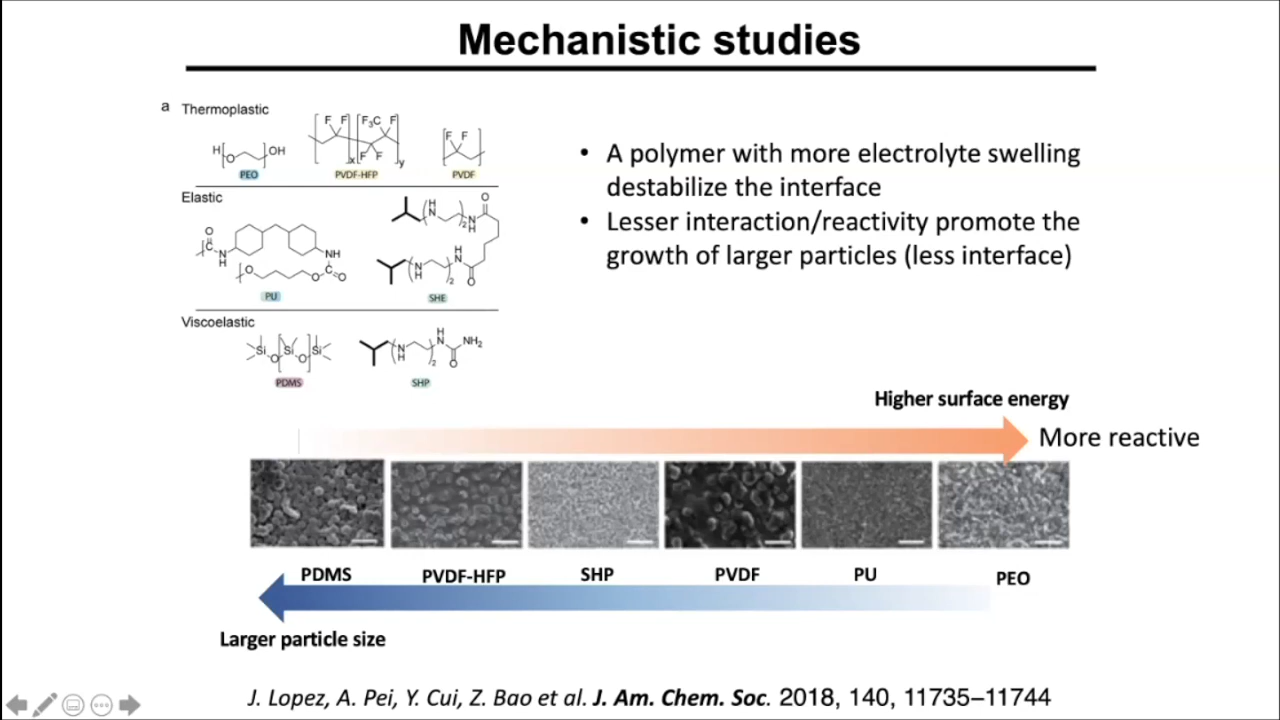 Mechanistic studies
a Thermoplastic
PEO
PVDF-HFP
PVDF
Elastic
PU
SHE
Viscoelastic
PDMS
SHP
• A polymer with more electrolyte swelling
destabilize the interface
• Lesser interaction/reactivity promote the
growth of larger particles (less interface)
Higher surface energy
More reactive
PDMS
PVDF-HFP
SHP
PVDF
PU
PEO
Larger particle size
J. Lopez, A. Pei, Y. Cui, Z. Bao et al. J. Am. Chem. Soc. 2018, 140, 11735–11744